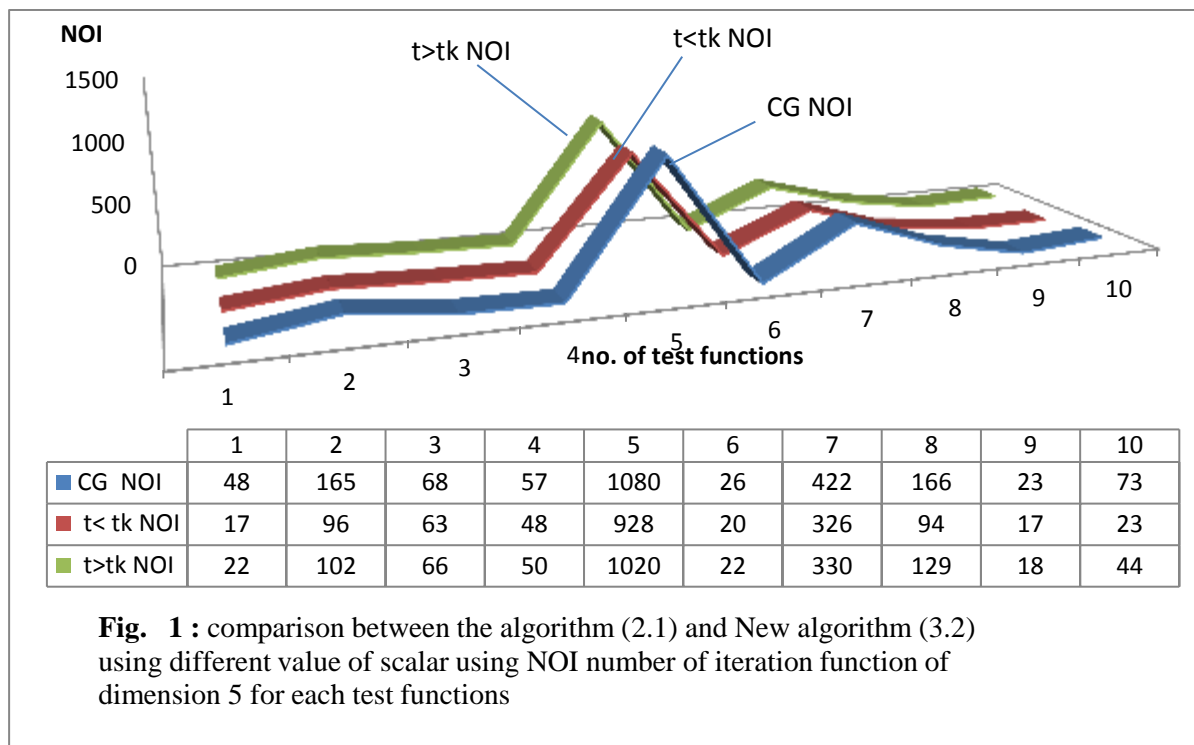 NOI
t>tk NOI
t<tk NOI
CG NOI
1500
1000
500
0
1 2 3 4 5 6 7 8 9 10
no. of test functions
1 2 3 4 5 6 7 8 9 10
CG NOI 48 165 68 57 1080 26 422 166 23 73
t< tk NOI 17 96 63 48 928 20 326 94 17 23
t>tk NOI 22 102 66 50 1020 22 330 129 18 44
Fig. 1 : comparison between the algorithm (2.1) and New algorithm (3.2)
using different value of scalar using NOI number of iteration function of
dimension 5 for each test functions